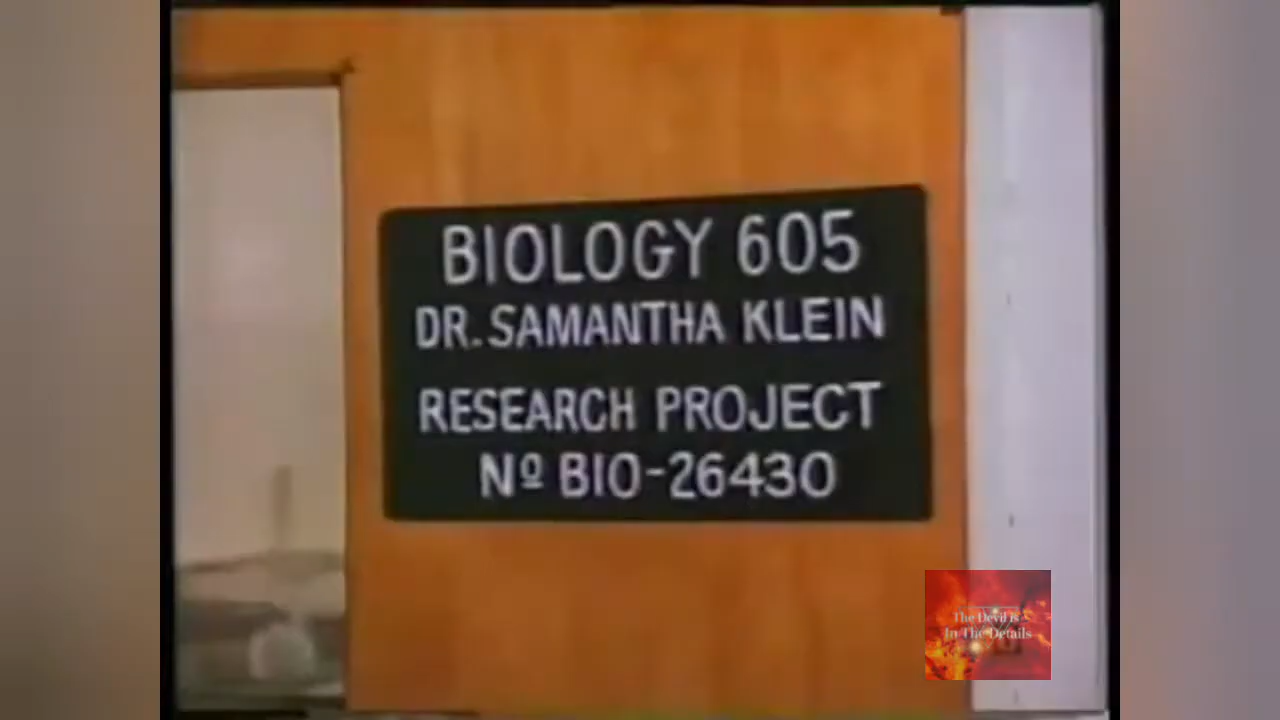 BIOLOGY 605
DR. SAMANTHA KLEIN
RESEARCH PROJECT
Nº BIO-26430
The Devil is
In The Details